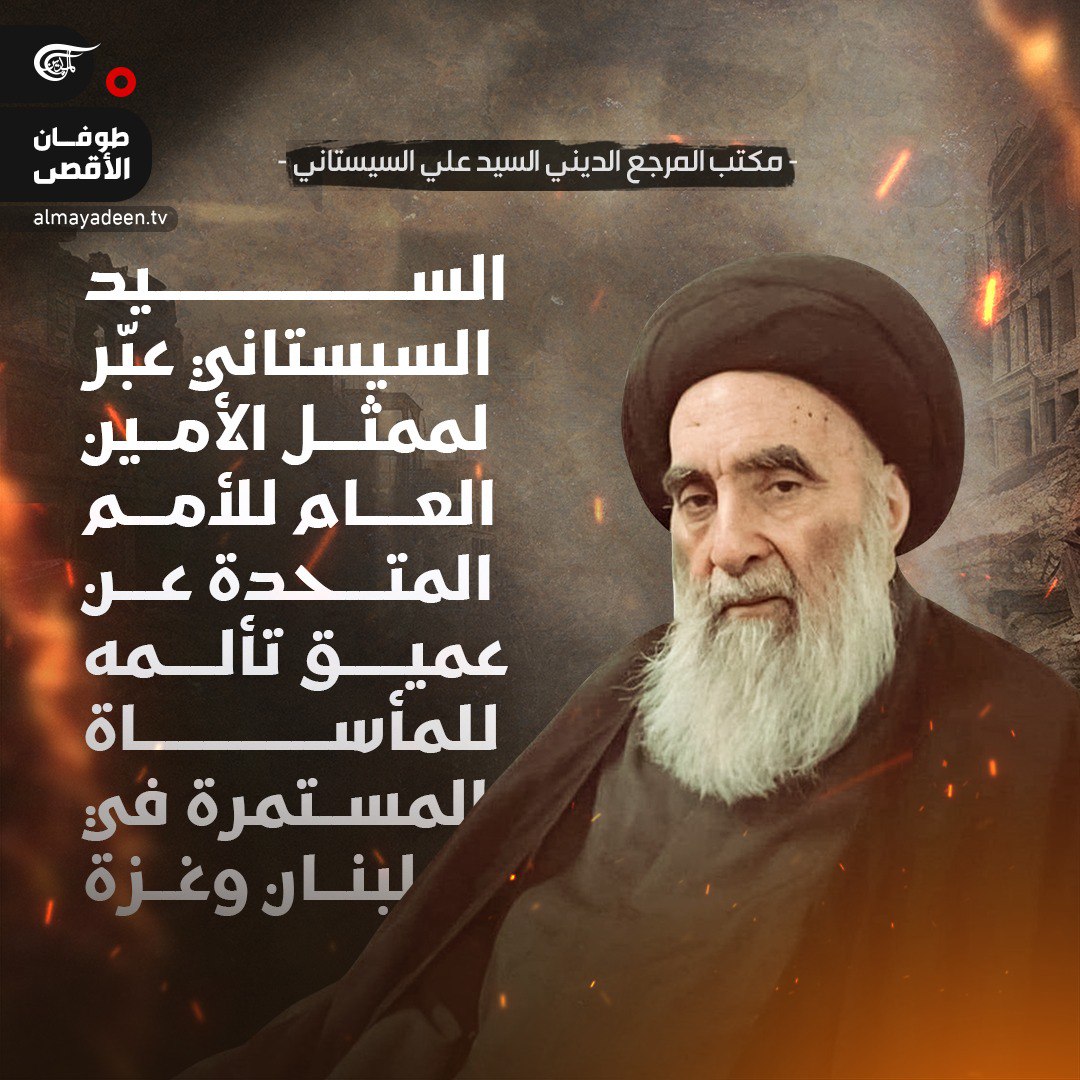 طوفان
الأقصى
almayadeen.tv
- مكتب المرجع الديني السيد علي السيستاني -
السيد
السيستاني عبّر
لممثل الأمين
العام للأمم
المتحدة عن
عميق تألمه
للمأساة
المستمرة في
لبنان وغزة